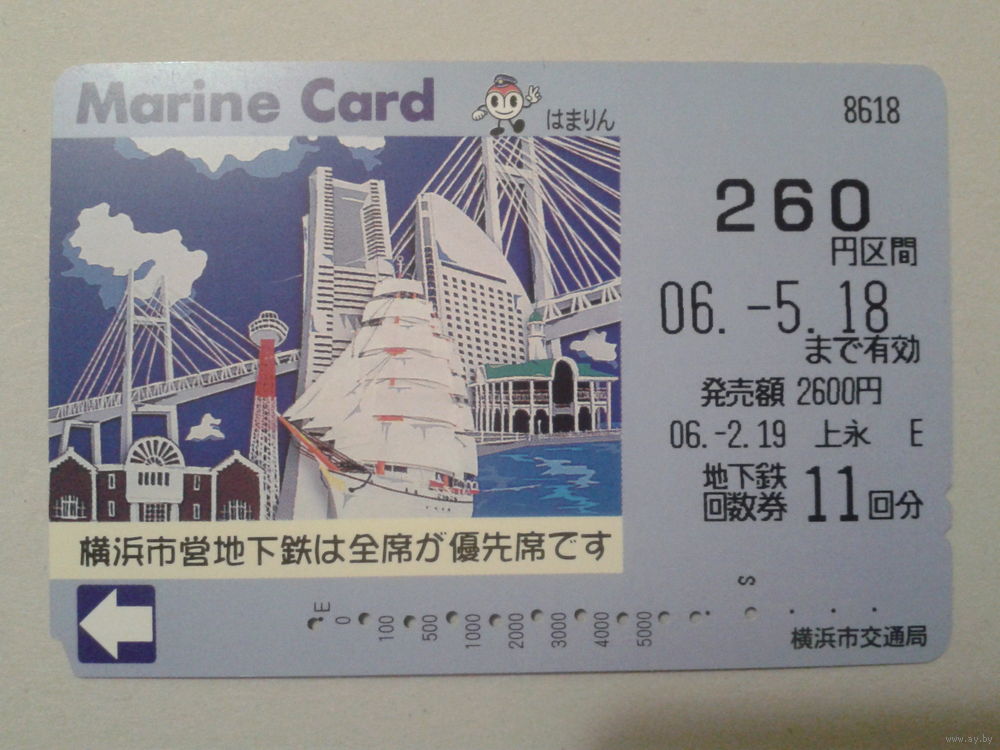 Marine Card
はまりん
8618
260
円区間
06.-5.18
まで有効
発売額 2600円
06.-2.19 上永 E
地下鉄
回数券 11回分
横浜市営地下鉄は全席が優先席です
E 0 100 500 1000 2000 3000 4000 5000 S
横浜市交通局
www.ay.by